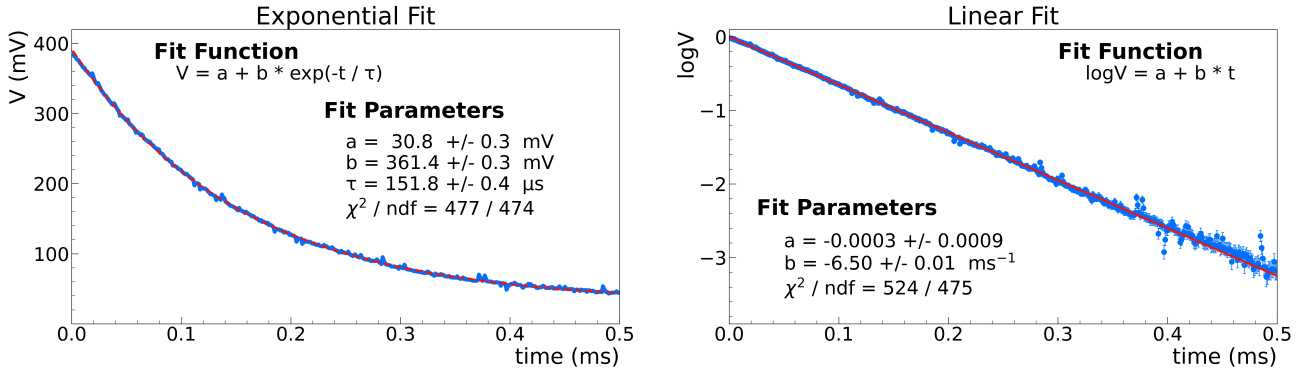 Exponential Fit
V (mV)
400
300
200
100
0.0
0.1
0.2
0.3
0.4
0.5
time (ms)
Fit Function
V = a + b * exp(-t / τ)
Fit Parameters
a = 30.8 +/- 0.3 mV
b = 361.4 +/- 0.3 mV
τ = 151.8 +/- 0.4 μs
χ² / ndf = 477 / 474
Linear Fit
logV
0
−1
−2
−3
0.0
0.1
0.2
0.3
0.4
0.5
time (ms)
Fit Function
logV = a + b * t
Fit Parameters
a = -0.0003 +/- 0.0009
b = -6.50 +/- 0.01 ms⁻¹
χ² / ndf = 524 / 475